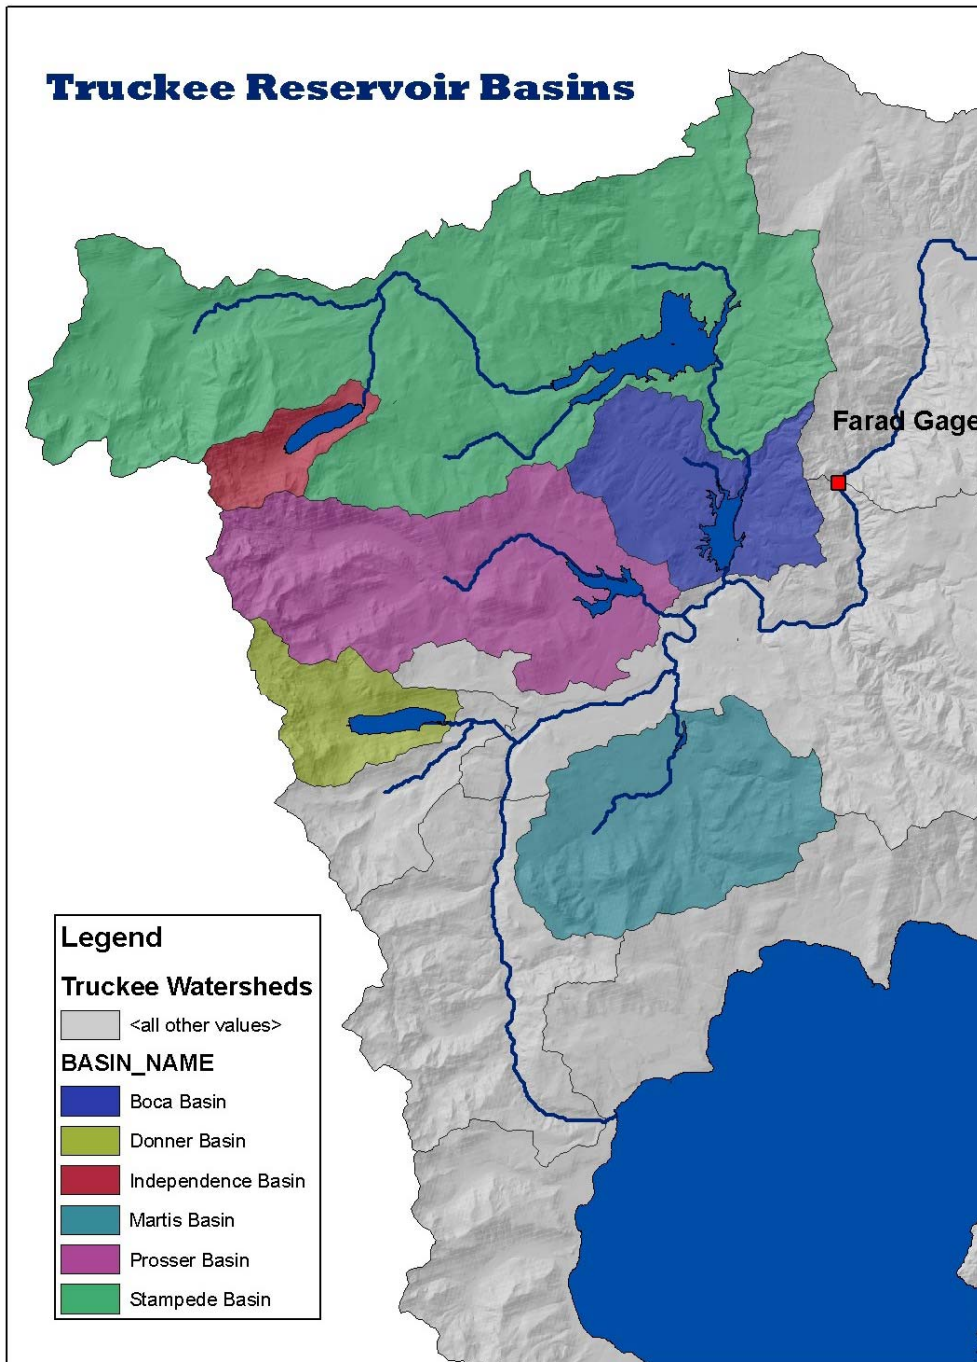 Truckee Reservoir Basins
Farad Gage
Legend
Truckee Watersheds
<all other values>
BASIN_NAME
Boca Basin
Donner Basin
Independence Basin
Martis Basin
Prosser Basin
Stampede Basin